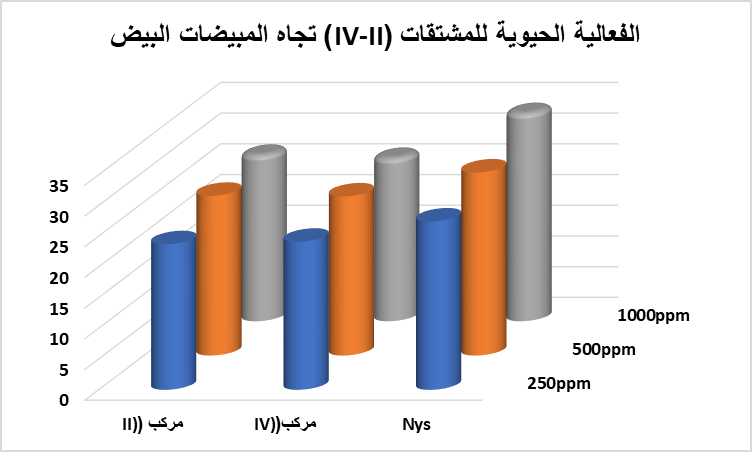 الفعالية الحيوية للمشتقات (IV-II) تجاه المبيضات البيض
35
30
25
20
15
10
5
0
1000ppm
500ppm
250ppm
مركب ((II
مركب((IV
Nys